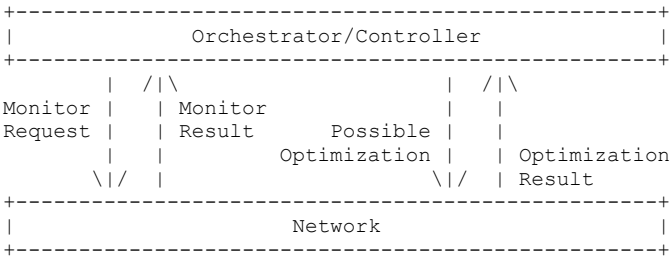 Orchestrator/Controller
Monitor Monitor
Request Result Possible
Optimization Optimization
Result
Network